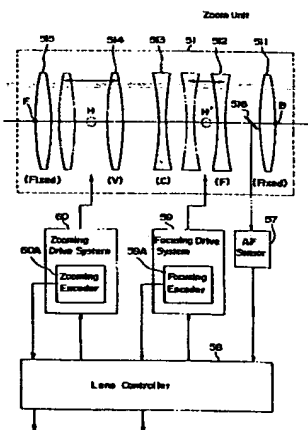 Zoom Unit
515 514 513 51 512 511
516
F H H' B
(Fixed) (V) (C) (F) (Fixed)
60 59 57
Zooming Drive System
Focusing Drive System
AF Sensor
60A 59A
Zooming Encoder
Focusing Encoder
58
Lens Controller